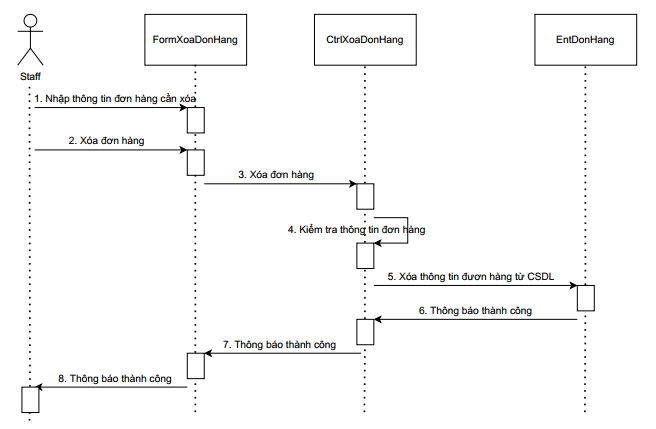 FormXoaDonHang
CtrlXoaDonHang
EntDonHang
Staff
1. Nhập thông tin đơn hàng cần xóa
2. Xóa đơn hàng
3. Xóa đơn hàng
4. Kiểm tra thông tin đơn hàng
5. Xóa thông tin đươn hàng từ CSDL
6. Thông báo thành công
7. Thông báo thành công
8. Thông báo thành công